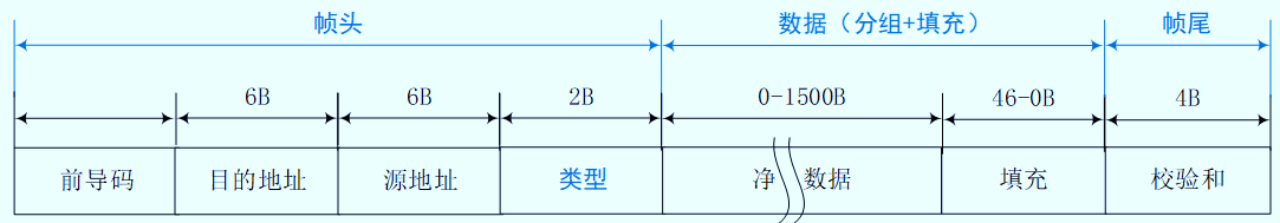 帧头 数据（分组+填充） 帧尾
6B 6B 2B 0-1500B 46-0B 4B
前导码 目的地址 源地址 类型 净 数据 填充 校验和